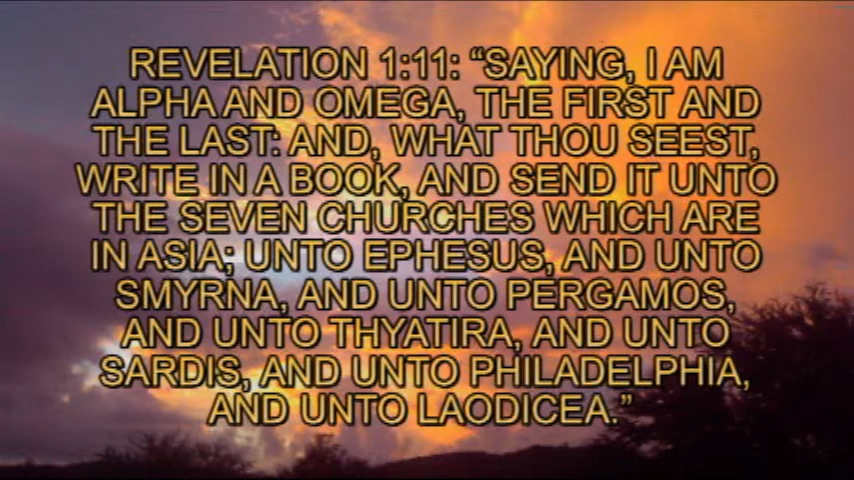 REVELATION 1:11: “SAYING, I AM
ALPHA AND OMEGA, THE FIRST AND
THE LAST: AND, WHAT THOU SEEST,
WRITE IN A BOOK, AND SEND IT UNTO
THE SEVEN CHURCHES WHICH ARE
IN ASIA; UNTO EPHESUS, AND UNTO
SMYRNA, AND UNTO PERGAMOS,
AND UNTO THYATIRA, AND UNTO
SARDIS, AND UNTO PHILADELPHIA,
AND UNTO LAODICEA.”